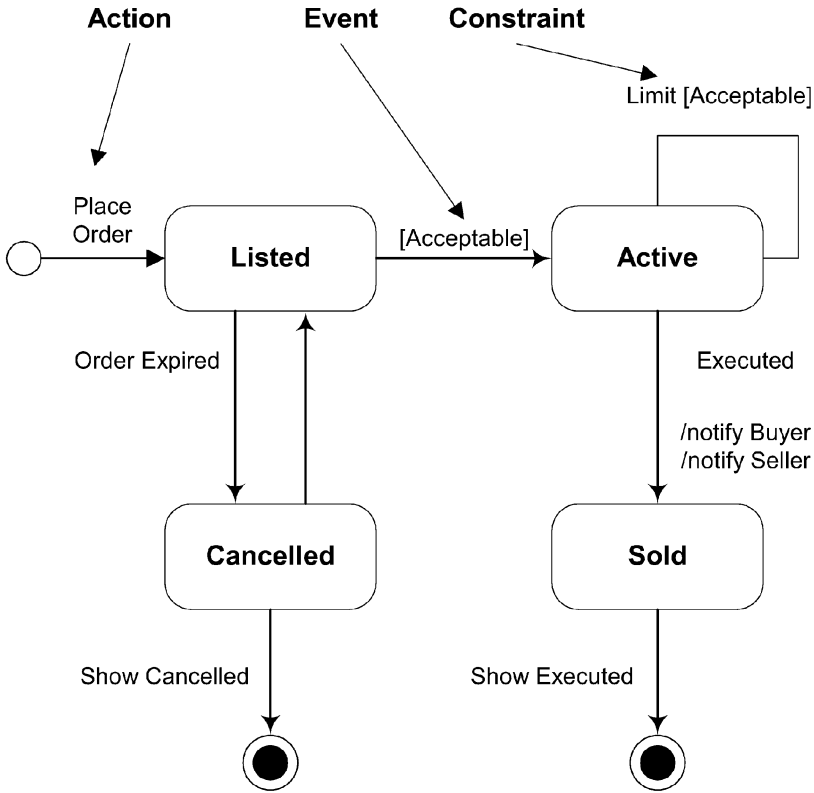 Action
Event
Constraint
Limit [Acceptable]
Place
Order
Listed
[Acceptable]
Active
Order Expired
Executed
/notify Buyer
/notify Seller
Cancelled
Sold
Show Cancelled
Show Executed